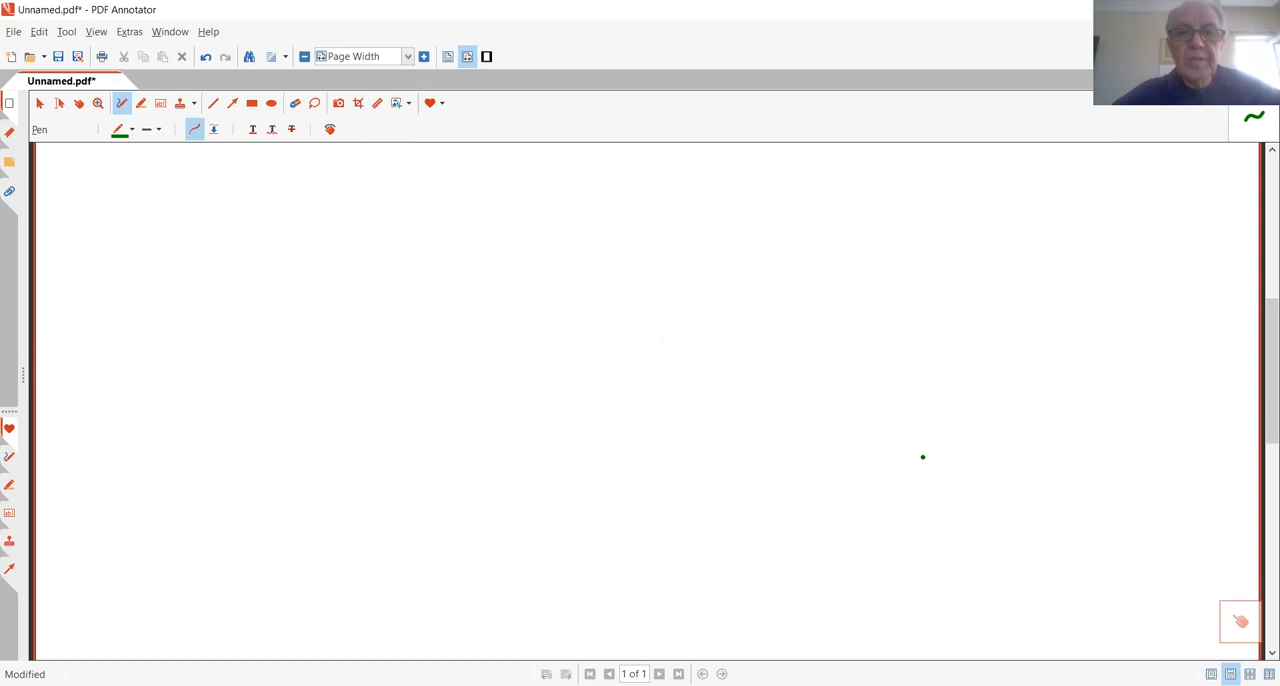 Unnamed.pdf* - PDF Annotator
File Edit Tool View Extras Window Help
Page Width
Unnamed.pdf*
Pen
Modified
1 of 1